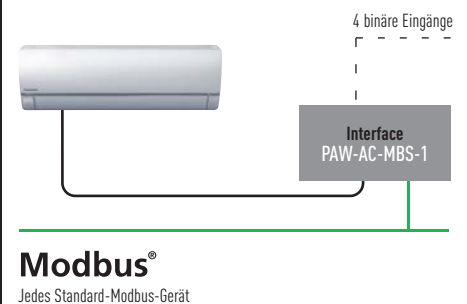 4 binäre Eingänge
Interface
PAW-AC-MBS-1
Modbus®
Jedes Standard-Modbus-Gerät